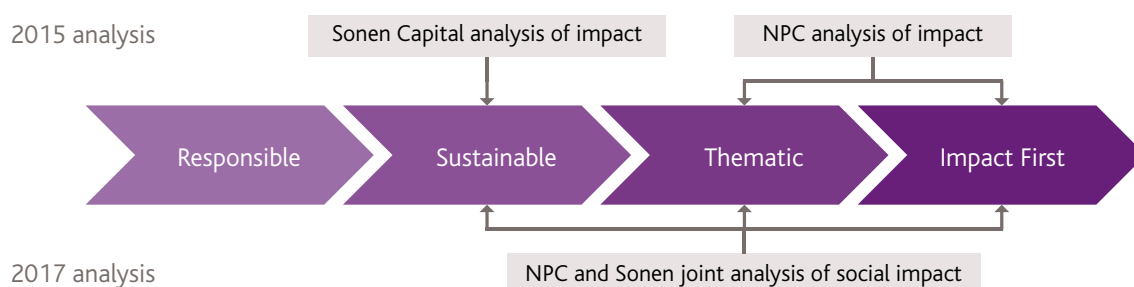 2015 analysis
Sonen Capital analysis of impact
NPC analysis of impact
Responsible
Sustainable
Thematic
Impact First
2017 analysis
NPC and Sonen joint analysis of social impact